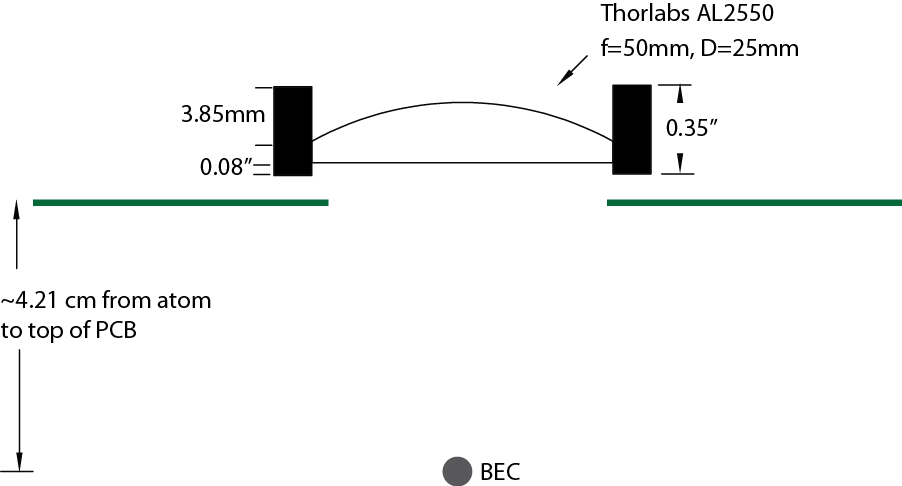 Thorlabs AL2550
f=50mm, D=25mm
3.85mm
0.35”
0.08”
~4.21 cm from atom
to top of PCB
BEC